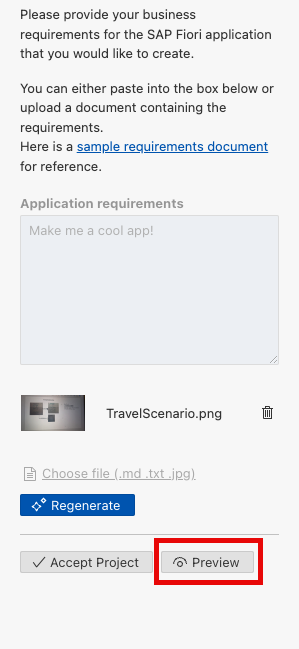 Please provide your business
requirements for the SAP Fiori application
that you would like to create.
You can either paste into the box below or
upload a document containing the
requirements.
Here is a sample requirements document
for reference.
Application requirements
Make me a cool app!
TravelScenario.png
Choose file (.md .txt .jpg)
Regenerate
Accept Project
Preview